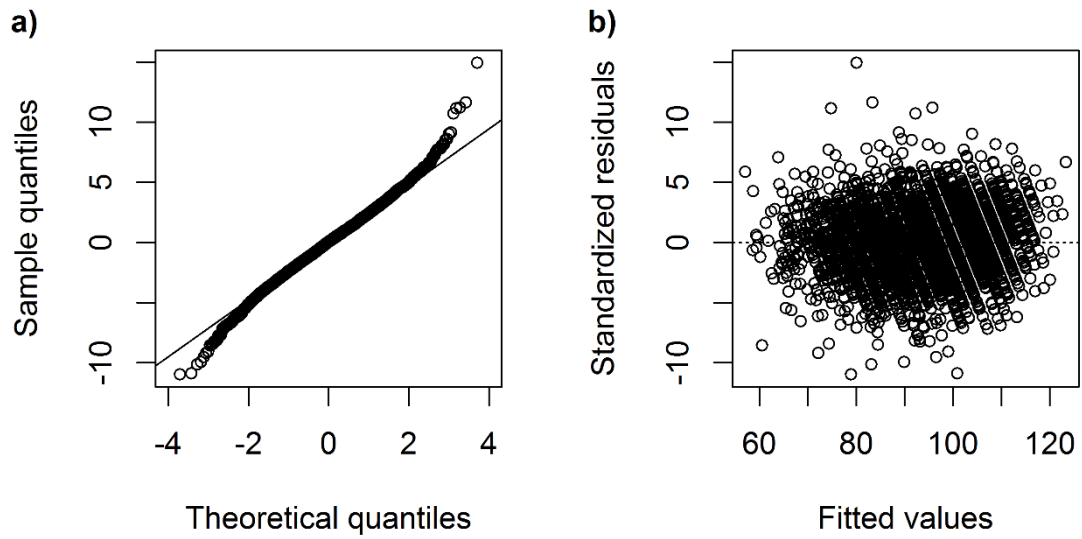 a)
Sample quantiles
10
5
0
-10
-4
-2
0
2
4
Theoretical quantiles
b)
Standardized residuals
10
5
0
-10
60
80
100
120
Fitted values